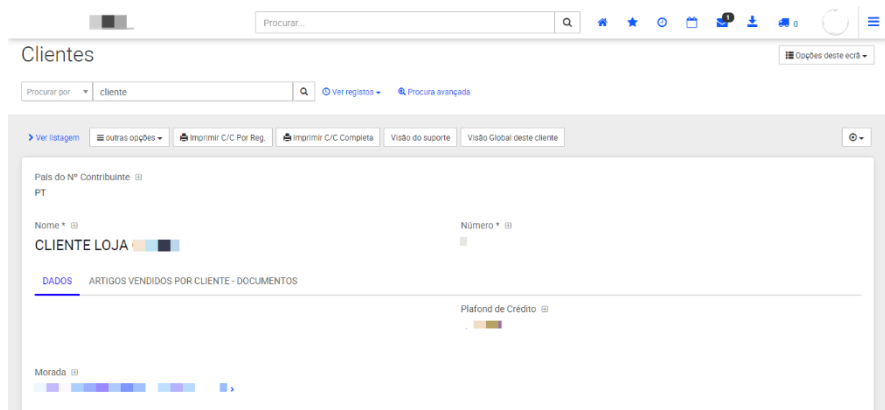 Procurar...
1
0
Clientes
Opções deste ecrã
Procurar por
cliente
Ver registos
Procura avançada
Ver listagem
outras opções
Imprimir C/C Por Reg.
Imprimir C/C Completa
Visão do suporte
Visão Global deste cliente
País do Nº Contribuinte
PT
Nome *
Número *
CLIENTE LOJA
DADOS
ARTIGOS VENDIDOS POR CLIENTE - DOCUMENTOS
Plafond de Crédito
Morada